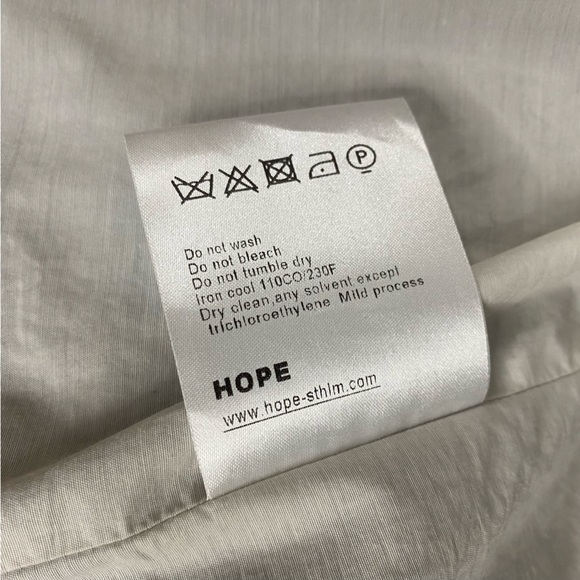 P
Do not wash
Do not bleach
Do not tumble dry
Iron cool 110CO/230F
Dry clean,any solvent except
trichloroethylene Mild process
HOPE
www.hope-sthlm.com